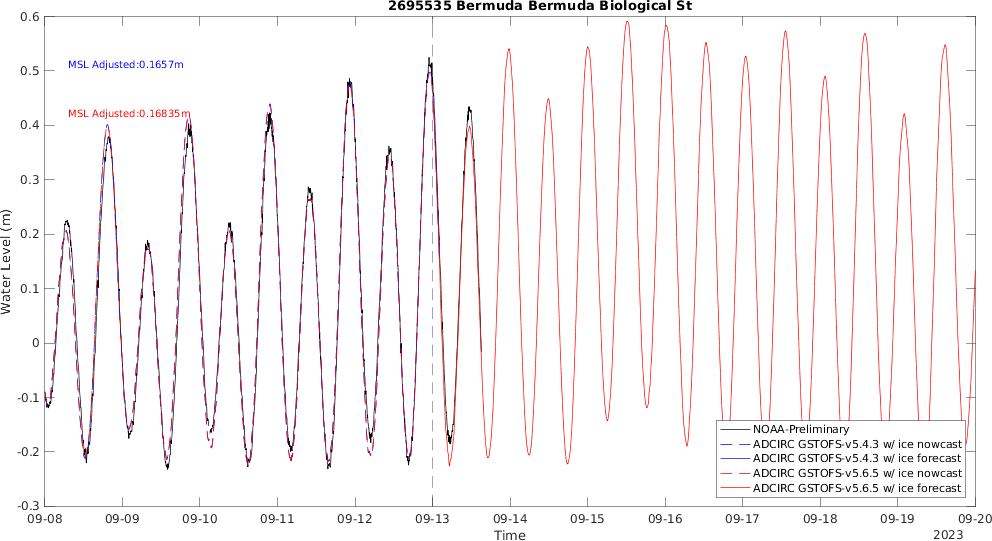 2695535 Bermuda Bermuda Biological St
0.6
0.5
0.4
0.3
0.2
0.1
0
-0.1
-0.2
-0.3
Water Level (m)
MSL Adjusted:0.1657m
MSL Adjusted:0.16835m
NOAA-Preliminary
ADCIRC GSTOFS-v5.4.3 w/ ice nowcast
ADCIRC GSTOFS-v5.4.3 w/ ice forecast
ADCIRC GSTOFS-v5.6.5 w/ ice nowcast
ADCIRC GSTOFS-v5.6.5 w/ ice forecast
09-08 09-09 09-10 09-11 09-12 09-13 09-14 09-15 09-16 09-17 09-18 09-19 09-20
Time
2023